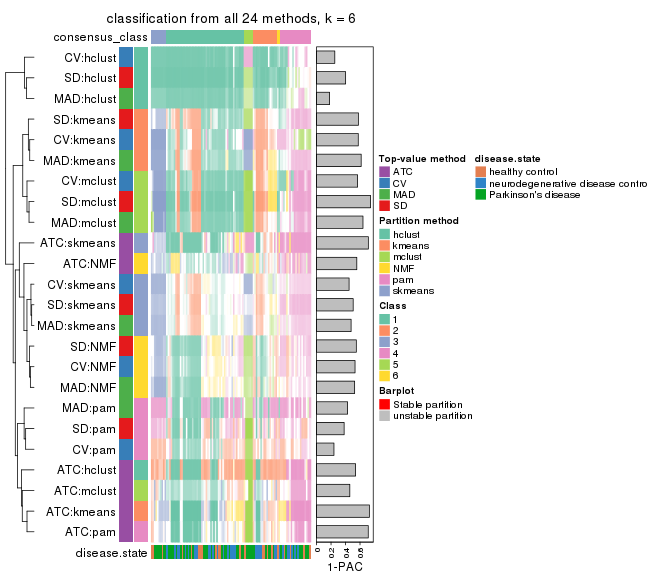 classification from all 24 methods, k = 6
consensus_class
CV:hclust
SD:hclust
MAD:hclust
SD:kmeans
CV:kmeans
MAD:kmeans
CV:mclust
SD:mclust
MAD:mclust
ATC:skmeans
ATC:NMF
CV:skmeans
SD:skmeans
MAD:skmeans
SD:NMF
CV:NMF
MAD:NMF
MAD:pam
SD:pam
CV:pam
ATC:hclust
ATC:mclust
ATC:kmeans
ATC:pam
disease.state
0
0.2
0.4
0.6
1-PAC
Top-value method
ATC
CV
MAD
SD
Partition method
hclust
kmeans
mclust
NMF
pam
skmeans
Class
1
2
3
4
5
6
Barplot
Stable partition
unstable partition
disease.state
healthy control
neurodegenerative disease contro
Parkinson's disease